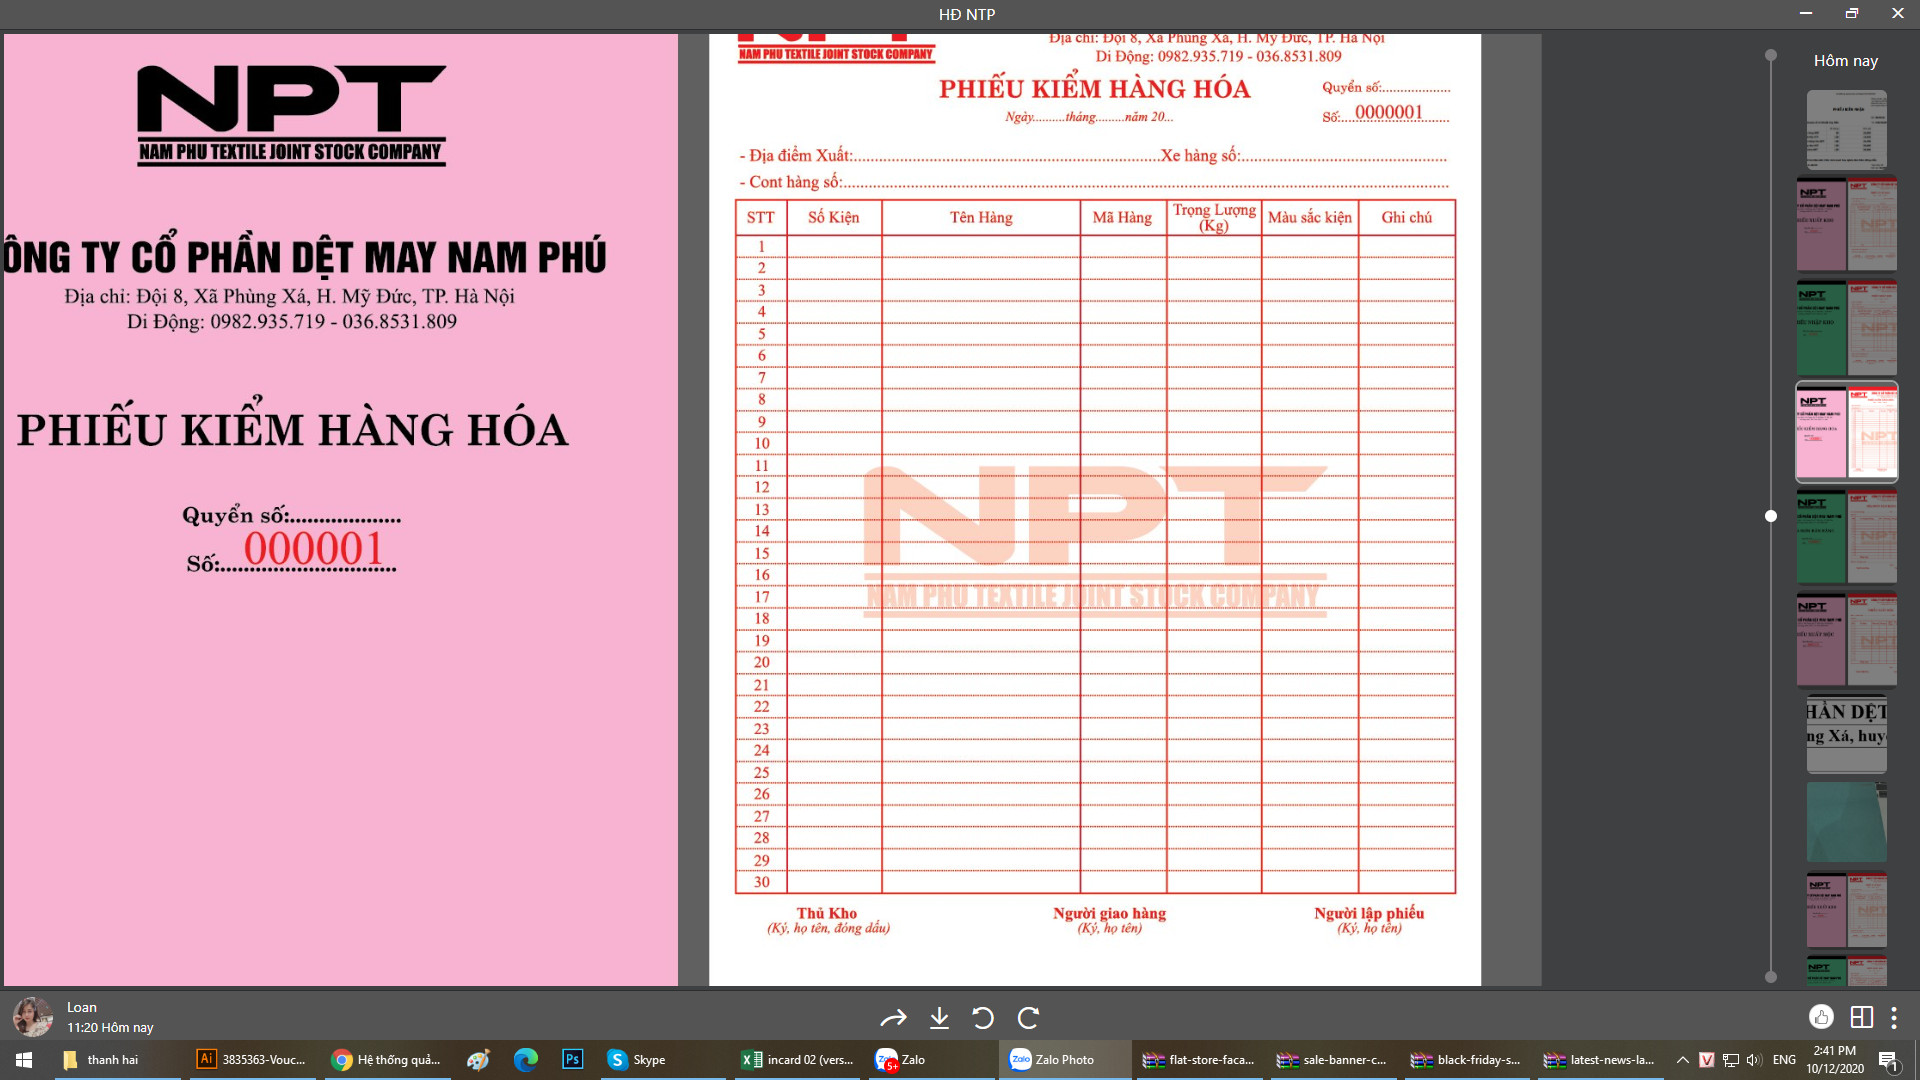 HĐ NTP
NPT
NAM PHU TEXTILE JOINT STOCK COMPANY
ÔNG TY CỔ PHẦN DỆT MAY NAM PHÚ
Địa chỉ: Đội 8, Xã Phùng Xá, H. Mỹ Đức, TP. Hà Nội
Di Động: 0982.935.719 - 036.8531.809
PHIẾU KIỂM HÀNG HÓA
Quyển số:...................
Số:..............................
000001
NAM PHU TEXTILE JOINT STOCK COMPANY
Địa chỉ: Đội 8, Xã Phùng Xá, H. Mỹ Đức, TP. Hà Nội
Di Động: 0982.935.719 - 036.8531.809
PHIẾU KIỂM HÀNG HÓA
Quyển số:...................
Ngày..........tháng.........năm 20...
Số:....0000001.......
- Địa điểm Xuất:..........Xe hàng số:..........
- Cont hàng số:..........
STT Số Kiện Tên Hàng Mã Hàng Trọng Lượng (Kg) Màu sắc kiện Ghi chú
1
2
3
4
5
6
7
8
9
10
11
12
13
14
15
16
17
18
19
20
21
22
23
24
25
26
27
28
29
30
NPT
NAM PHU TEXTILE JOINT STOCK COMPANY
Thủ Kho Người giao hàng Người lập phiếu
(Ký, họ tên, đóng dấu) (Ký, họ tên) (Ký, họ tên)
Hôm nay
HẦN DỆT
ng Xá, huy
Loan
11:20 Hôm nay
thanh hai
3835363-Vouc...
Hệ thống quả...
Skype
incard 02 (vers...
Zalo
5+
Zalo Photo
flat-store-faca...
sale-banner-c...
black-friday-s...
latest-news-la...
ENG
2:41 PM
10/12/2020
1